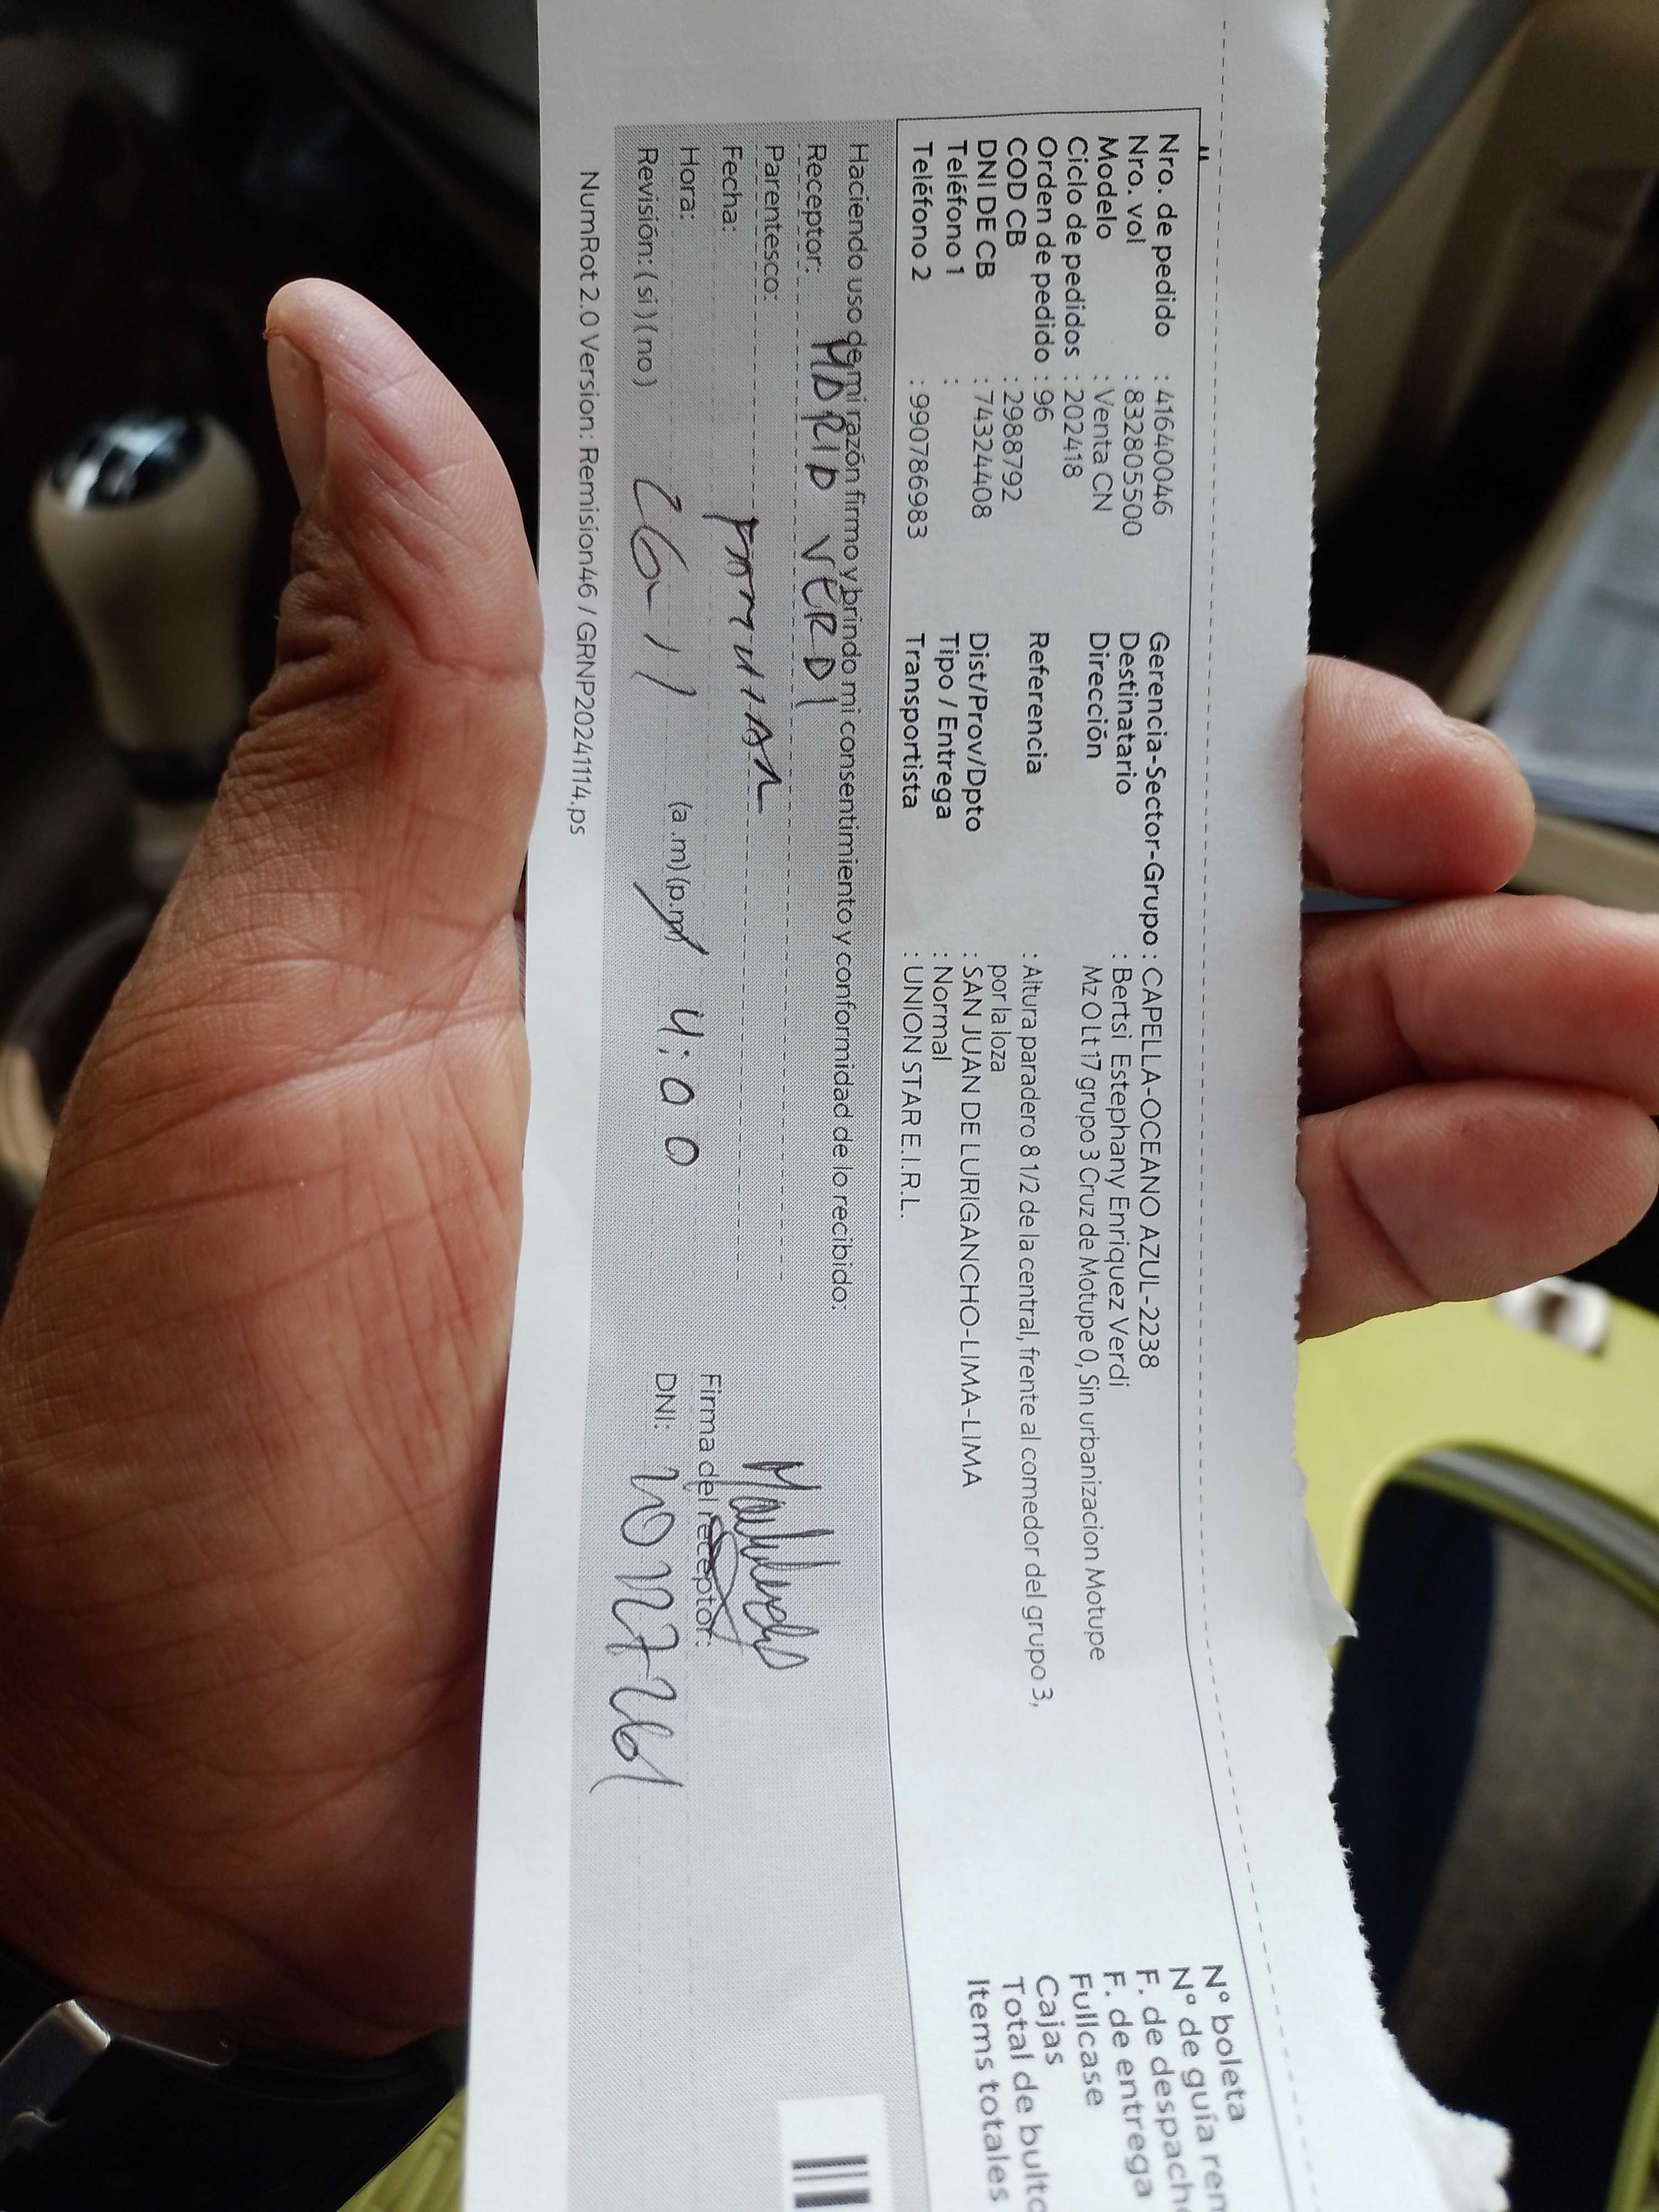 Nro. de pedido : 41640046
Nro. vol : 832805500
Modelo : Venta CN
Ciclo de pedidos : 202418
Orden de pedido : 96
COD CB : 2988792
DNI DE CB : 74324408
Teléfono 1 :
Teléfono 2 : 990786983
Gerencia-Sector-Grupo : CAPELLA-OCEANO AZUL-2238
Destinatario : Bertsi Estephany Enriquez Verdi
Dirección Mz O Lt 17 grupo 3 Cruz de Motupe 0, Sin urbanizacion Motupe
Referencia : Altura paradero 8 1/2 de la central, frente al comedor del grupo 3,
por la loza
Dist/Prov/Dpto : SAN JUAN DE LURIGANCHO-LIMA-LIMA
Tipo / Entrega : Normal
Transportista : UNION STAR E.I.R.L.
N° boleta
N° de guía rem
F. de despach
F. de entrega
Fullcase
Cajas
Total de bulto
Items totales
Haciendo uso de mi razón firmo y brindo mi consentimiento y conformidad de lo recibido:
Receptor: VERDI
Parentesco:
Fecha:
Hora: (a.m)(p.m) 4:00
Revisión: (si)(no) 26-11
Firma del receptor:
DNI:
NumRot 2.0 Version: Remision46 / GRNP20241114.ps